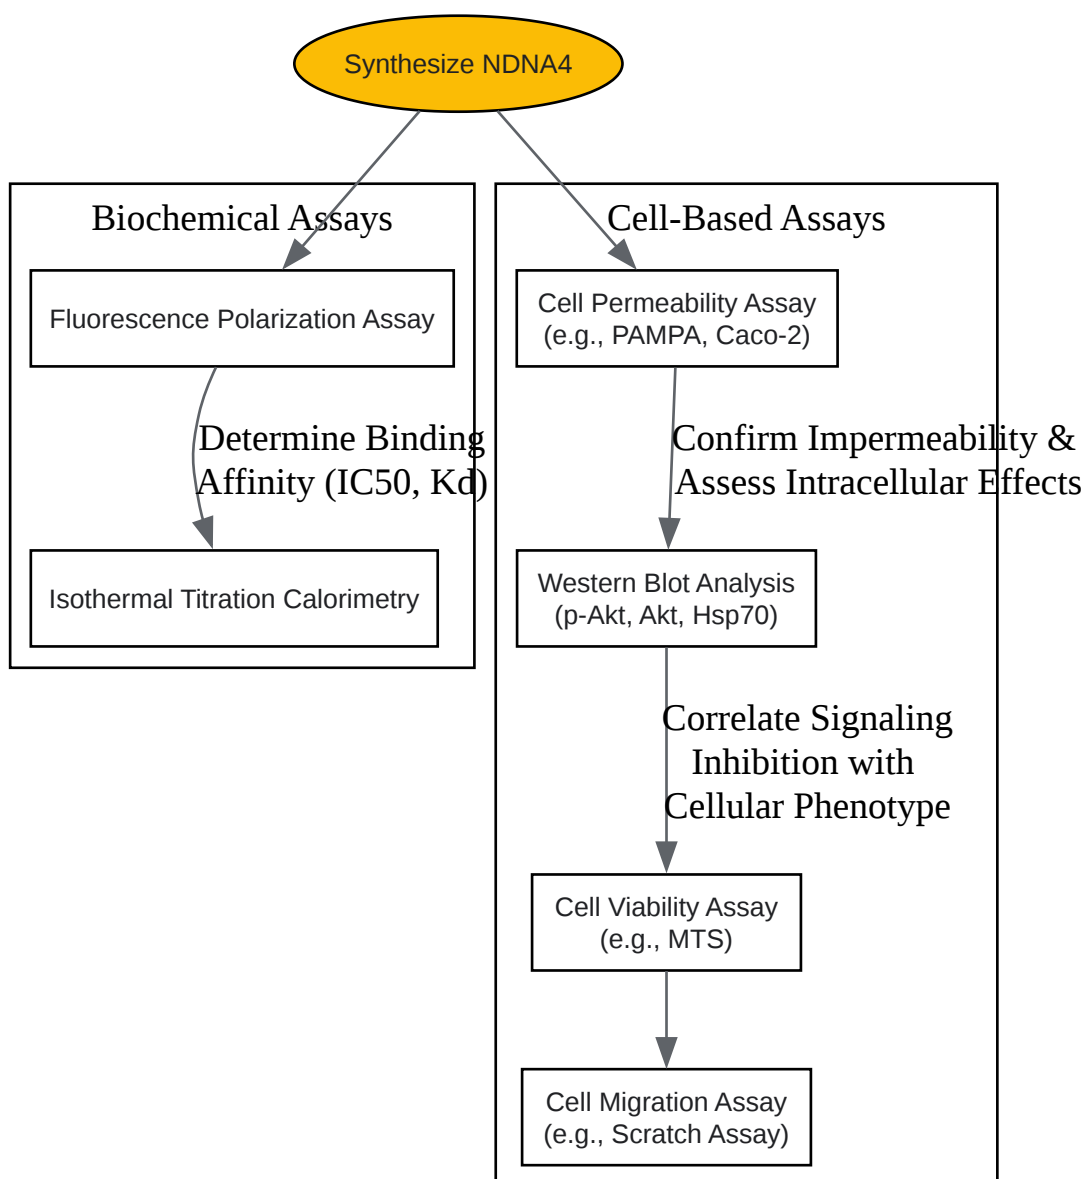 Synthesize NDNA4
Biochemical Assays
Fluorescence Polarization Assay
Determine Binding
Affinity (IC50, Kd)
Isothermal Titration Calorimetry
Cell-Based Assays
Cell Permeability Assay
(e.g., PAMPA, Caco-2)
Confirm Impermeability &
Assess Intracellular Effects
Western Blot Analysis
(p-Akt, Akt, Hsp70)
Correlate Signaling
Inhibition with
Cellular Phenotype
Cell Viability Assay
(e.g., MTS)
Cell Migration Assay
(e.g., Scratch Assay)